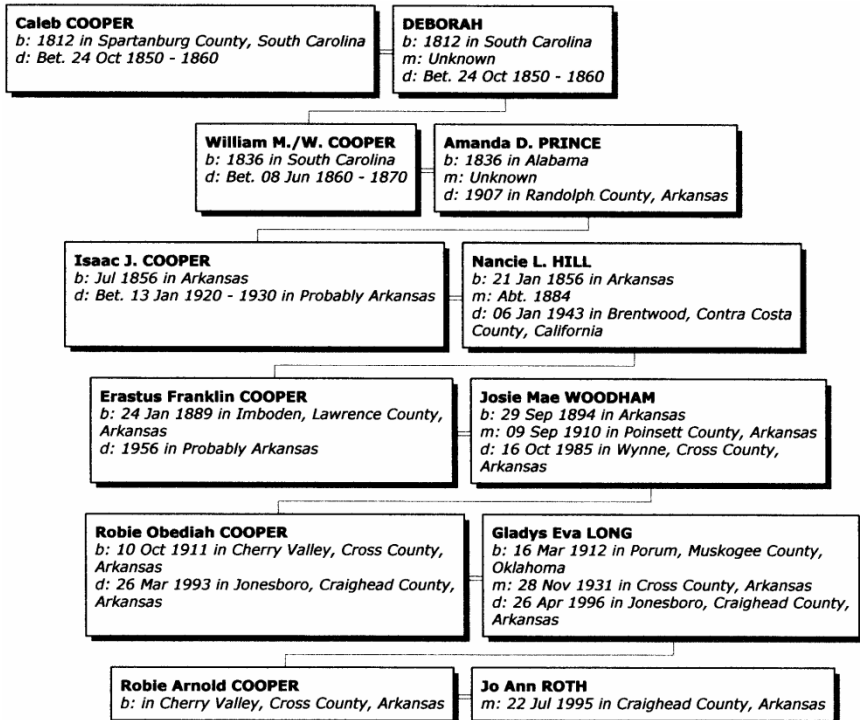 Caleb COOPER
b: 1812 in Spartanburg County, South Carolina
d: Bet. 24 Oct 1850 - 1860
DEBORAH
b: 1812 in South Carolina
m: Unknown
d: Bet. 24 Oct 1850 - 1860
William M./W. COOPER
b: 1836 in South Carolina
d: Bet. 08 Jun 1860 - 1870
Amanda D. PRINCE
b: 1836 in Alabama
m: Unknown
d: 1907 in Randolph County, Arkansas
Isaac J. COOPER
b: Jul 1856 in Arkansas
d: Bet. 13 Jan 1920 - 1930 in Probably Arkansas
Nancie L. HILL
b: 21 Jan 1856 in Arkansas
m: Abt. 1884
d: 06 Jan 1943 in Brentwood, Contra Costa
County, California
Erastus Franklin COOPER
b: 24 Jan 1889 in Imboden, Lawrence County,
Arkansas
d: 1956 in Probably Arkansas
Josie Mae WOODHAM
b: 29 Sep 1894 in Arkansas
m: 09 Sep 1910 in Poinsett County, Arkansas
d: 16 Oct 1985 in Wynne, Cross County,
Arkansas
Robie Obediah COOPER
b: 10 Oct 1911 in Cherry Valley, Cross County,
Arkansas
d: 26 Mar 1993 in Jonesboro, Craighead County,
Arkansas
Gladys Eva LONG
b: 16 Mar 1912 in Porum, Muskogee County,
Oklahoma
m: 28 Nov 1931 in Cross County, Arkansas
d: 26 Apr 1996 in Jonesboro, Craighead County,
Arkansas
Robie Arnold COOPER
b: in Cherry Valley, Cross County, Arkansas
Jo Ann ROTH
m: 22 Jul 1995 in Craighead County, Arkansas